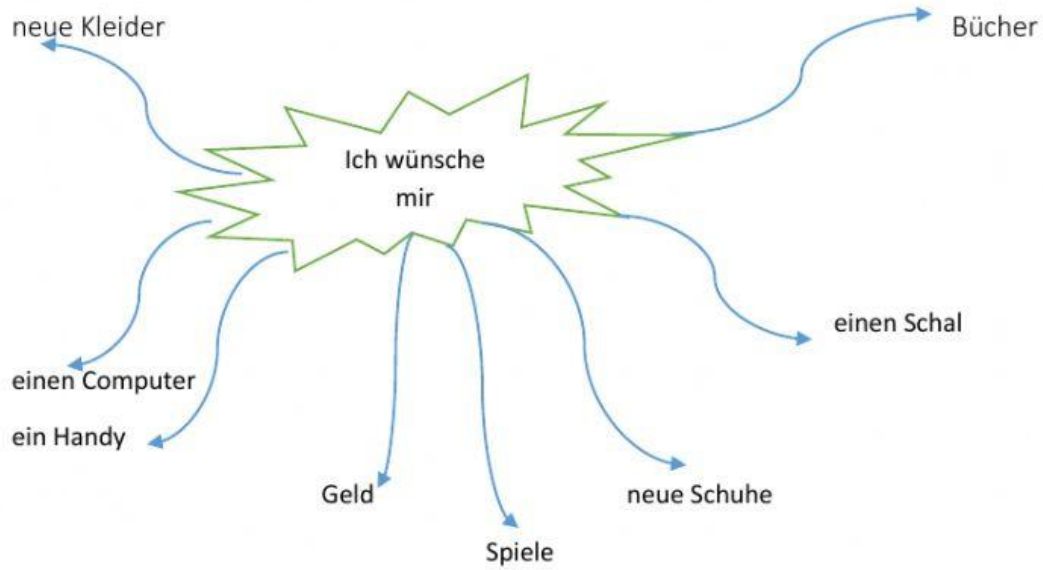 neue Kleider
Bücher
Ich wünsche
mir
einen Schal
einen Computer
ein Handy
Geld
neue Schuhe
Spiele